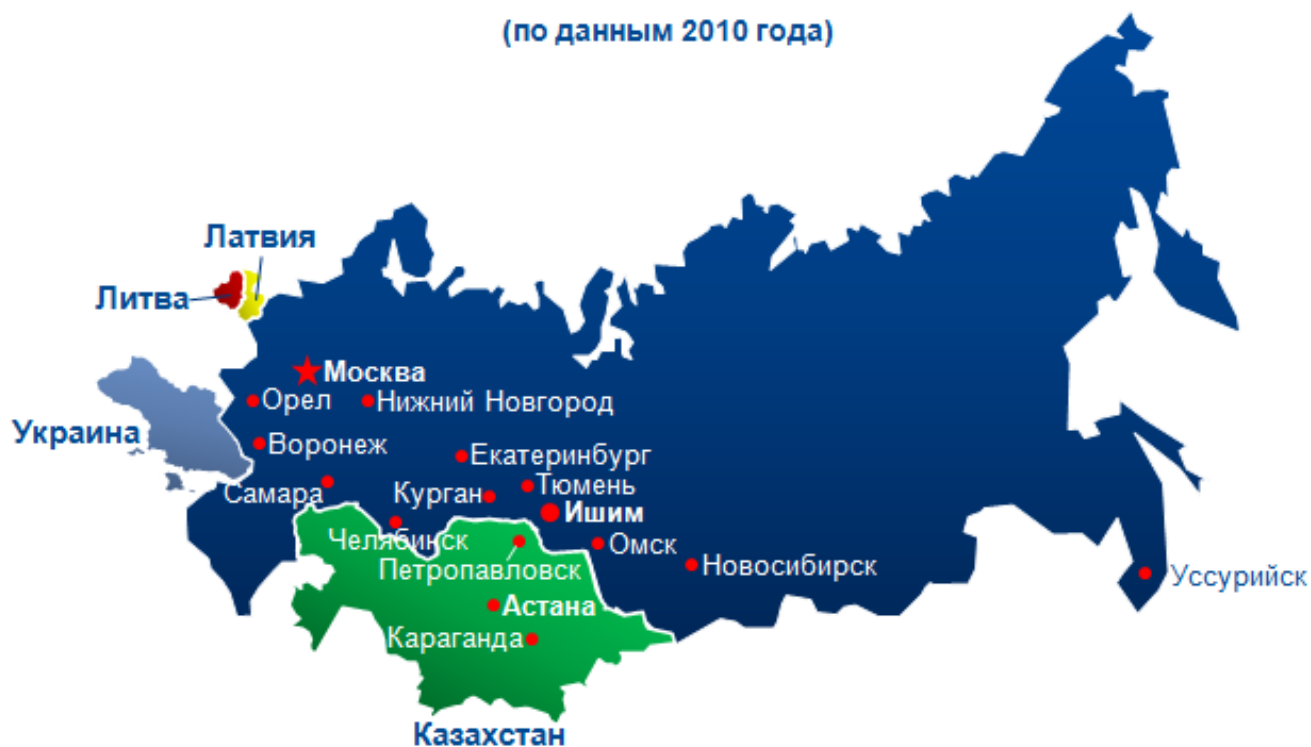 (по данным 2010 года)
Латвия
Литва
Москва
Орел
Нижний Новгород
Украина
Воронеж
Екатеринбург
Самара
Курган
Тюмень
Ишим
Челябинск
Омск
Петропавловск
Новосибирск
Уссурийск
Астана
Караганда
Казахстан